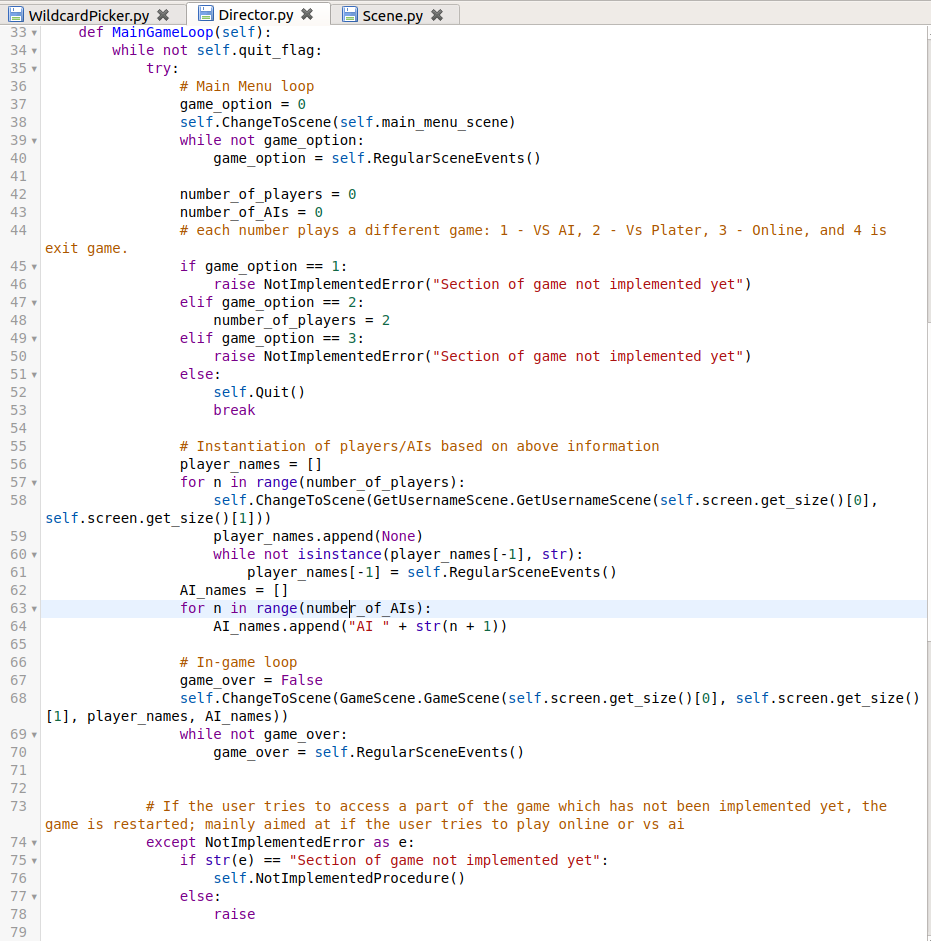 WildcardPicker.py Director.py Scene.py
33 def MainGameLoop(self):
34 while not self.quit_flag:
35 try:
36 # Main Menu loop
37 game_option = 0
38 self.ChangeToScene(self.main_menu_scene)
39 while not game_option:
40 game_option = self.RegularSceneEvents()
41
42 number_of_players = 0
43 number_of_AIs = 0
44 # each number plays a different game: 1 - VS AI, 2 - Vs Plater, 3 - Online, and 4 is
exit game.
45 if game_option == 1:
46 raise NotImplementedError("Section of game not implemented yet")
47 elif game_option == 2:
48 number_of_players = 2
49 elif game_option == 3:
50 raise NotImplementedError("Section of game not implemented yet")
51 else:
52 self.Quit()
53 break
54
55 # Instantiation of players/AIs based on above information
56 player_names = []
57 for n in range(number_of_players):
58 self.ChangeToScene(GetUsernameScene.GetUsernameScene(self.screen.get_size()[0],
self.screen.get_size()[1]))
59 player_names.append(None)
60 while not isinstance(player_names[-1], str):
61 player_names[-1] = self.RegularSceneEvents()
62 AI_names = []
63 for n in range(number_of_AIs):
64 AI_names.append("AI " + str(n + 1))
65
66 # In-game loop
67 game_over = False
68 self.ChangeToScene(GameScene.GameScene(self.screen.get_size()[0], self.screen.get_size()
[1], player_names, AI_names))
69 while not game_over:
70 game_over = self.RegularSceneEvents()
71
72
73 # If the user tries to access a part of the game which has not been implemented yet, the
game is restarted; mainly aimed at if the user tries to play online or vs ai
74 except NotImplementedError as e:
75 if str(e) == "Section of game not implemented yet":
76 self.NotImplementedProcedure()
77 else:
78 raise
79